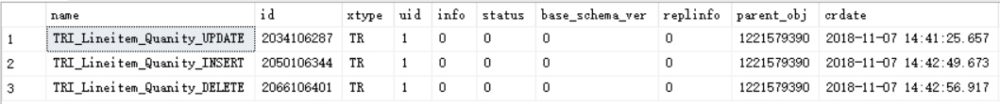 name id xtype uid info status base_schema_ver replinfo parent_obj crdate
1 TRI_Lineitem_Quanity_UPDATE 2034106287 TR 1 0 0 0 0 1221579390 2018-11-07 14:41:25.657
2 TRI_Lineitem_Quanity_INSERT 2050106344 TR 1 0 0 0 0 1221579390 2018-11-07 14:42:49.673
3 TRI_Lineitem_Quanity_DELETE 2066106401 TR 1 0 0 0 0 1221579390 2018-11-07 14:42:56.917